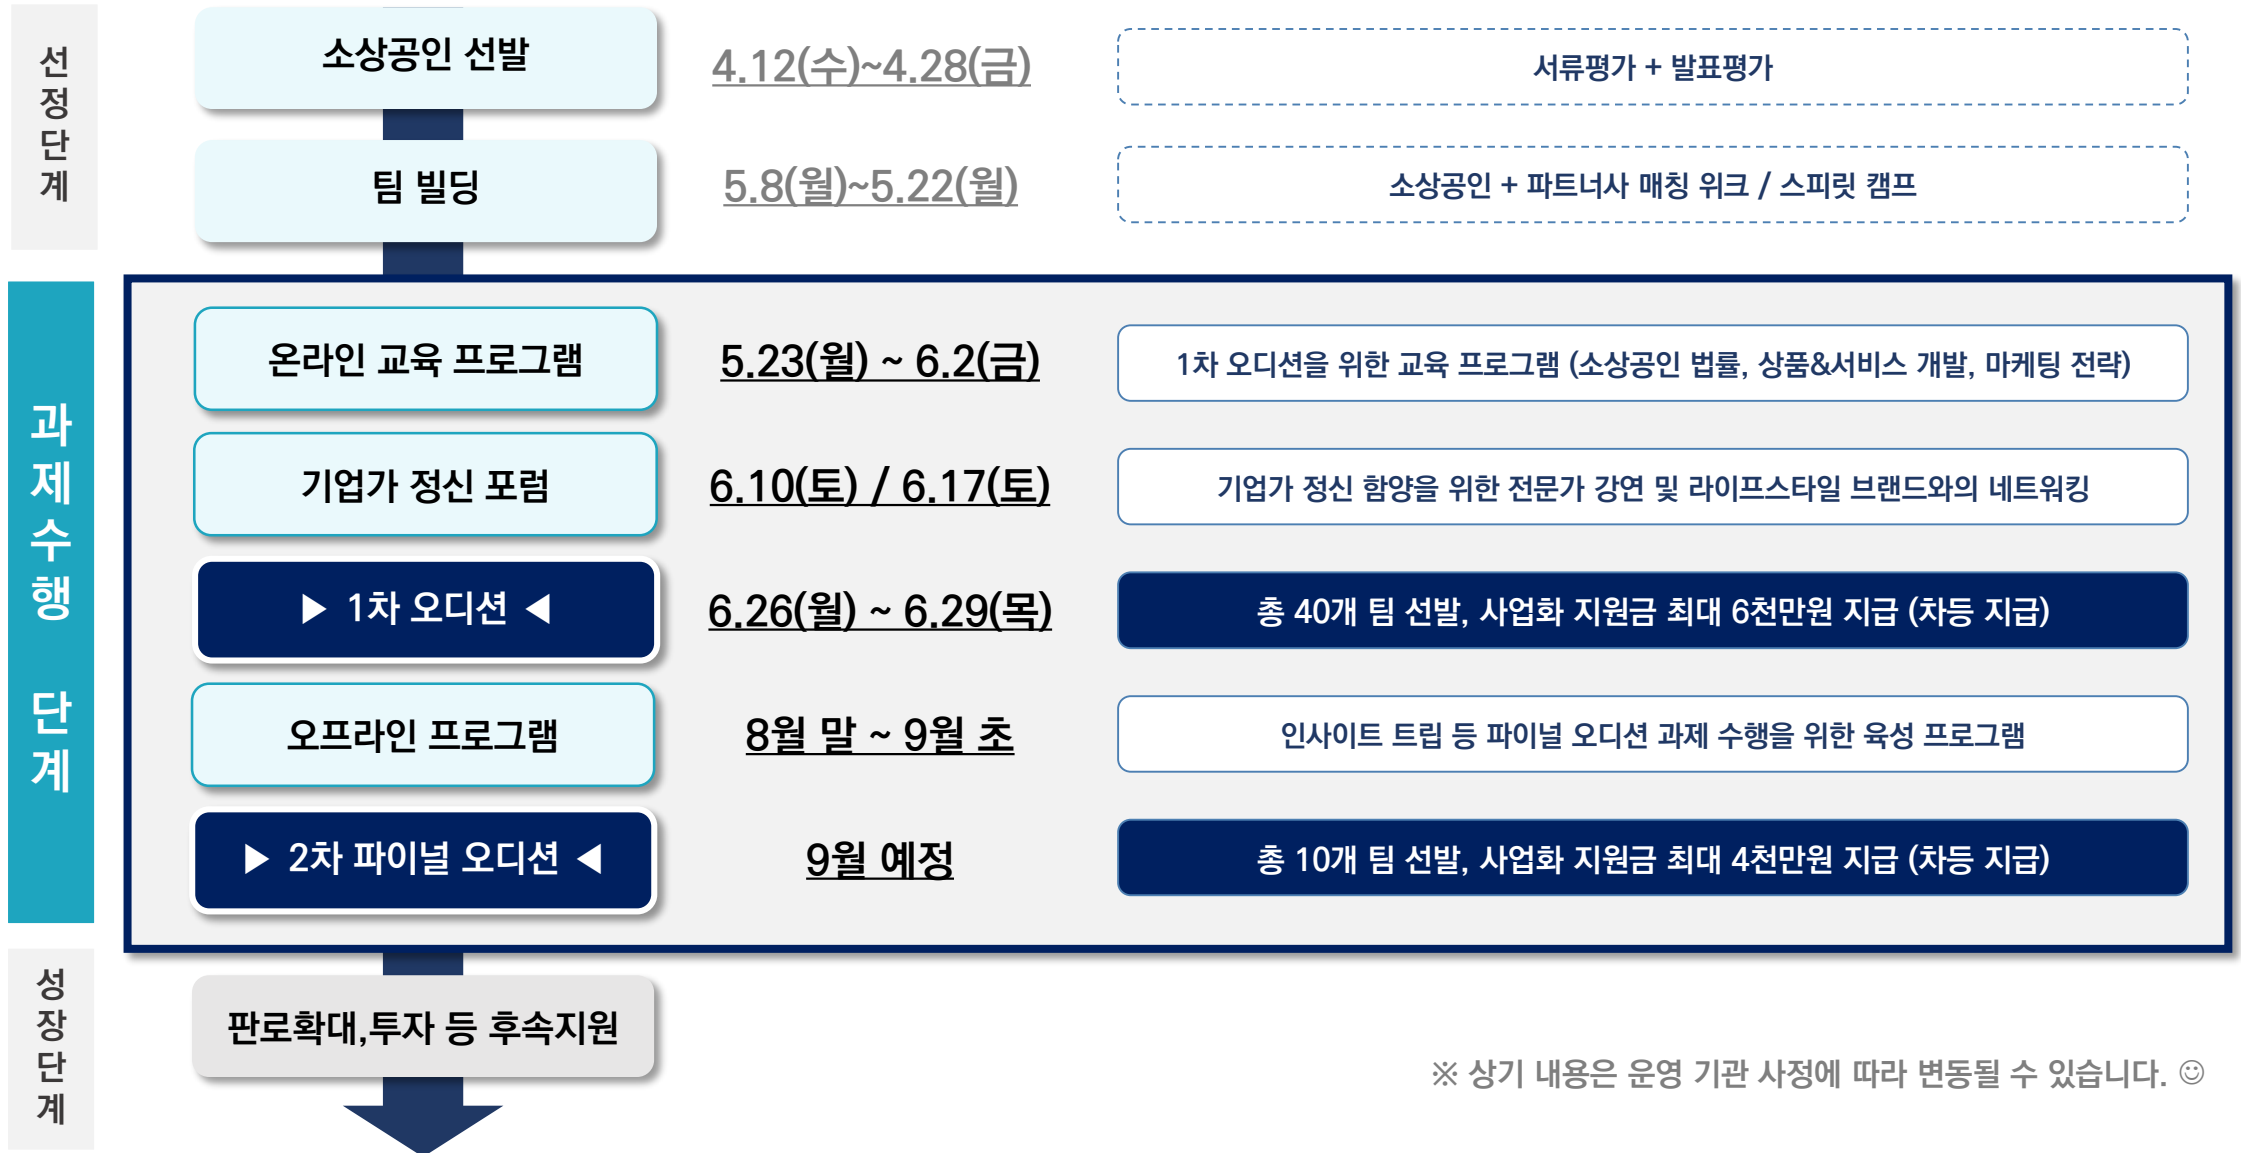 선정단계
소상공인 선발
4.12(수)~4.28(금)
서류평가 + 발표평가
팀 빌딩
5.8(월)~5.22(월)
소상공인 + 파트너사 매칭 위크 / 스피릿 캠프
과제수행 단계
온라인 교육 프로그램
5.23(월) ~ 6.2(금)
1차 오디션을 위한 교육 프로그램 (소상공인 법률, 상품&서비스 개발, 마케팅 전략)
기업가 정신 포럼
6.10(토) / 6.17(토)
기업가 정신 함양을 위한 전문가 강연 및 라이프스타일 브랜드와의 네트워킹
▶ 1차 오디션 ◀
6.26(월) ~ 6.29(목)
총 40개 팀 선발, 사업화 지원금 최대 6천만원 지급 (차등 지급)
오프라인 프로그램
8월 말 ~ 9월 초
인사이트 트립 등 파이널 오디션 과제 수행을 위한 육성 프로그램
▶ 2차 파이널 오디션 ◀
9월 예정
총 10개 팀 선발, 사업화 지원금 최대 4천만원 지급 (차등 지급)
성장단계
판로확대,투자 등 후속지원
※ 상기 내용은 운영 기관 사정에 따라 변동될 수 있습니다. ☺